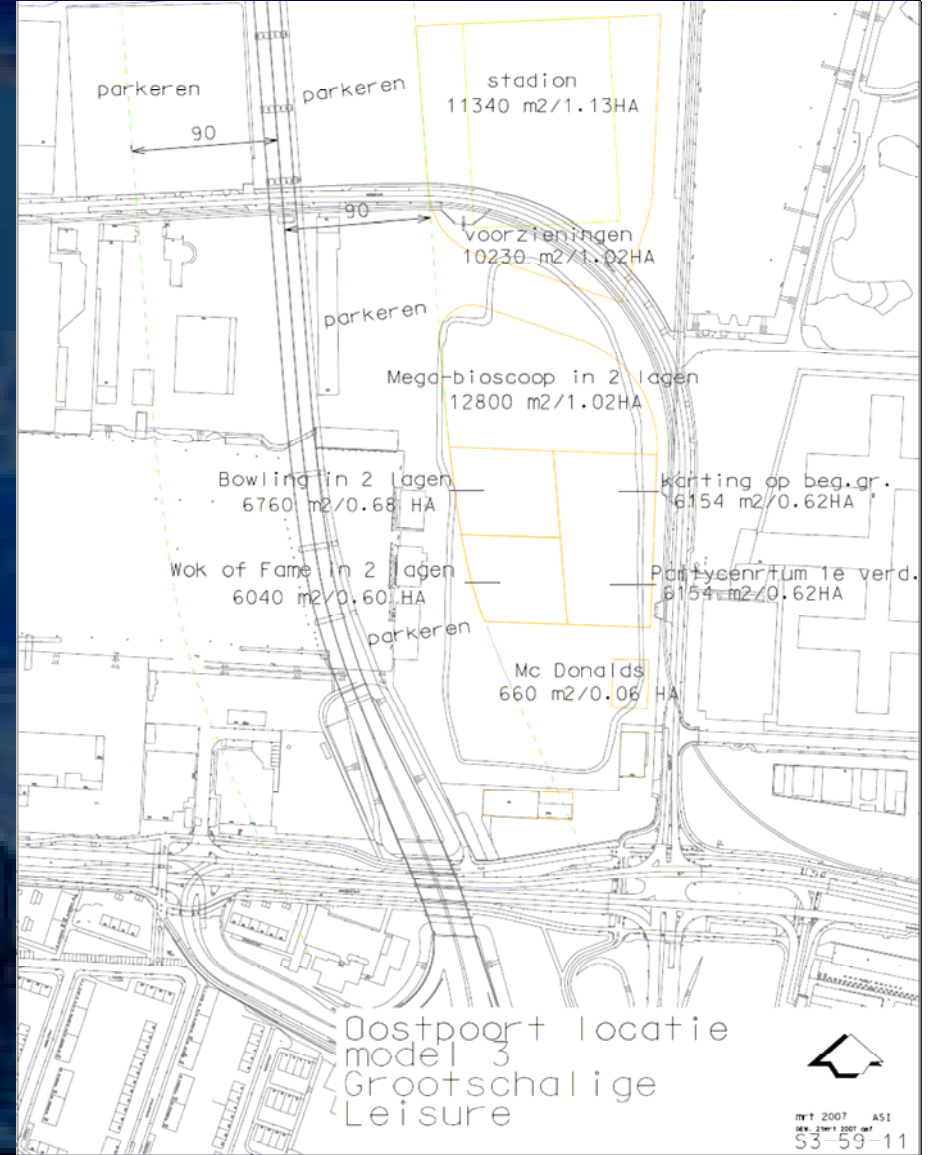 parkeren
parkeren
stadion
11340 m2/1.13HA
90
90
voorzieningen
10230 m2/1.02HA
parkeren
Mega-bioscoop in 2 lagen
12800 m2/1.02HA
Bowling in 2 lagen
6760 m2/0.68 HA
karting op beg.gr.
6154 m2/0.62HA
Wok of Fame in 2 lagen
6040 m2/0.60 HA
Partycenrtum 1e verd.
6154 m2/0.62HA
parkeren
Mc Donalds
660 m2/0.06 HA
Oostpoort locatie
model 3
Grootschalige
Leisure
mrt 2007 ASI
S3-59-11